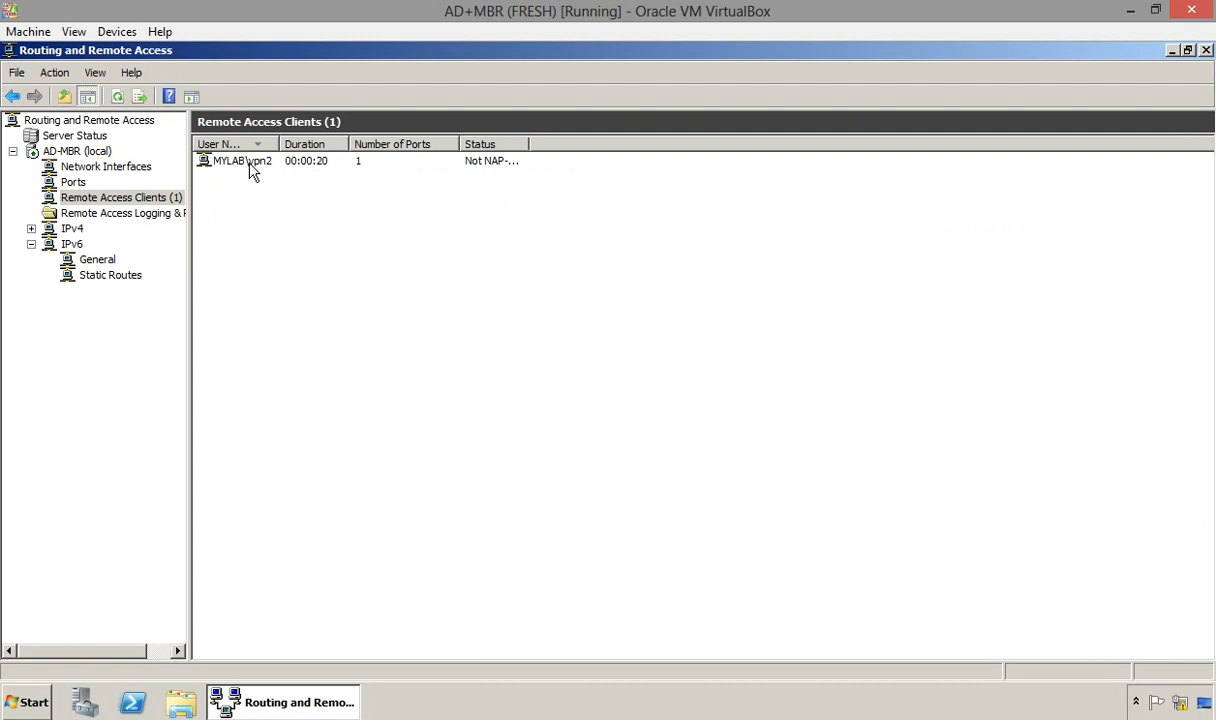 AD+MBR (FRESH) [Running] - Oracle VM VirtualBox
Machine View Devices Help
Routing and Remote Access
File Action View Help
Routing and Remote Access
Server Status
AD-MBR (local)
Network Interfaces
Ports
Remote Access Clients (1)
Remote Access Logging &
IPv4
IPv6
General
Static Routes
Remote Access Clients (1)
User N... Duration Number of Ports Status
MYLAB\vpn2 00:00:20 1 Not NAP-...
Start
Routing and Remo...